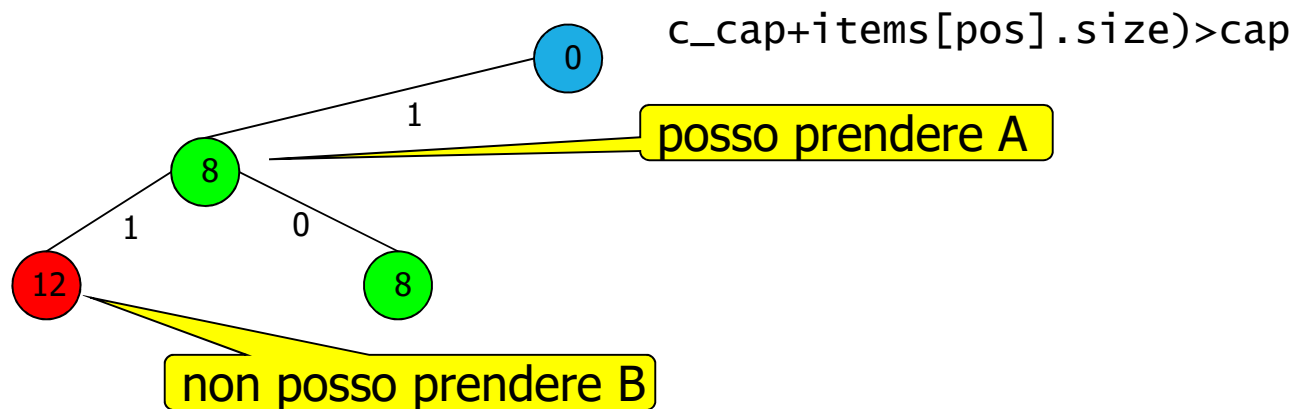 c_cap+items[pos].size)>cap
0
1
posso prendere A
8
1
0
12
8
non posso prendere B